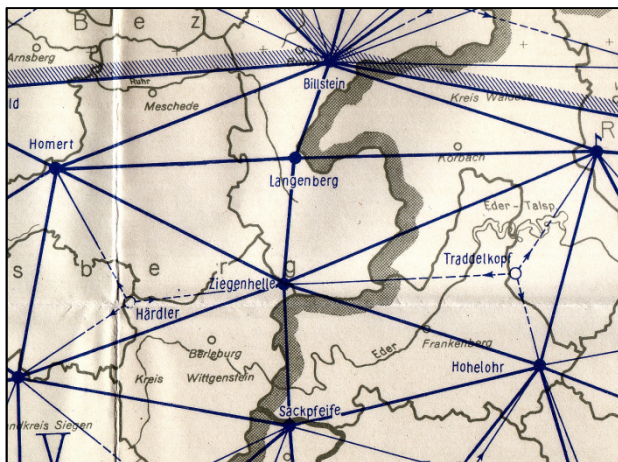 B e z
Arnsberg
Ruhr
Billstein
Meschede
Kreis Waldeck
ld
Homert
R
Langenberg
Korbach
Eder-Talsp.
s b e r g
Ziegenhelle
Traddelkopf
Härdler
Eder
Frankenberg
Berleburg
Hohelohr
Kreis Wittgenstein
Sackpfeife
ndkreis Siegen
V